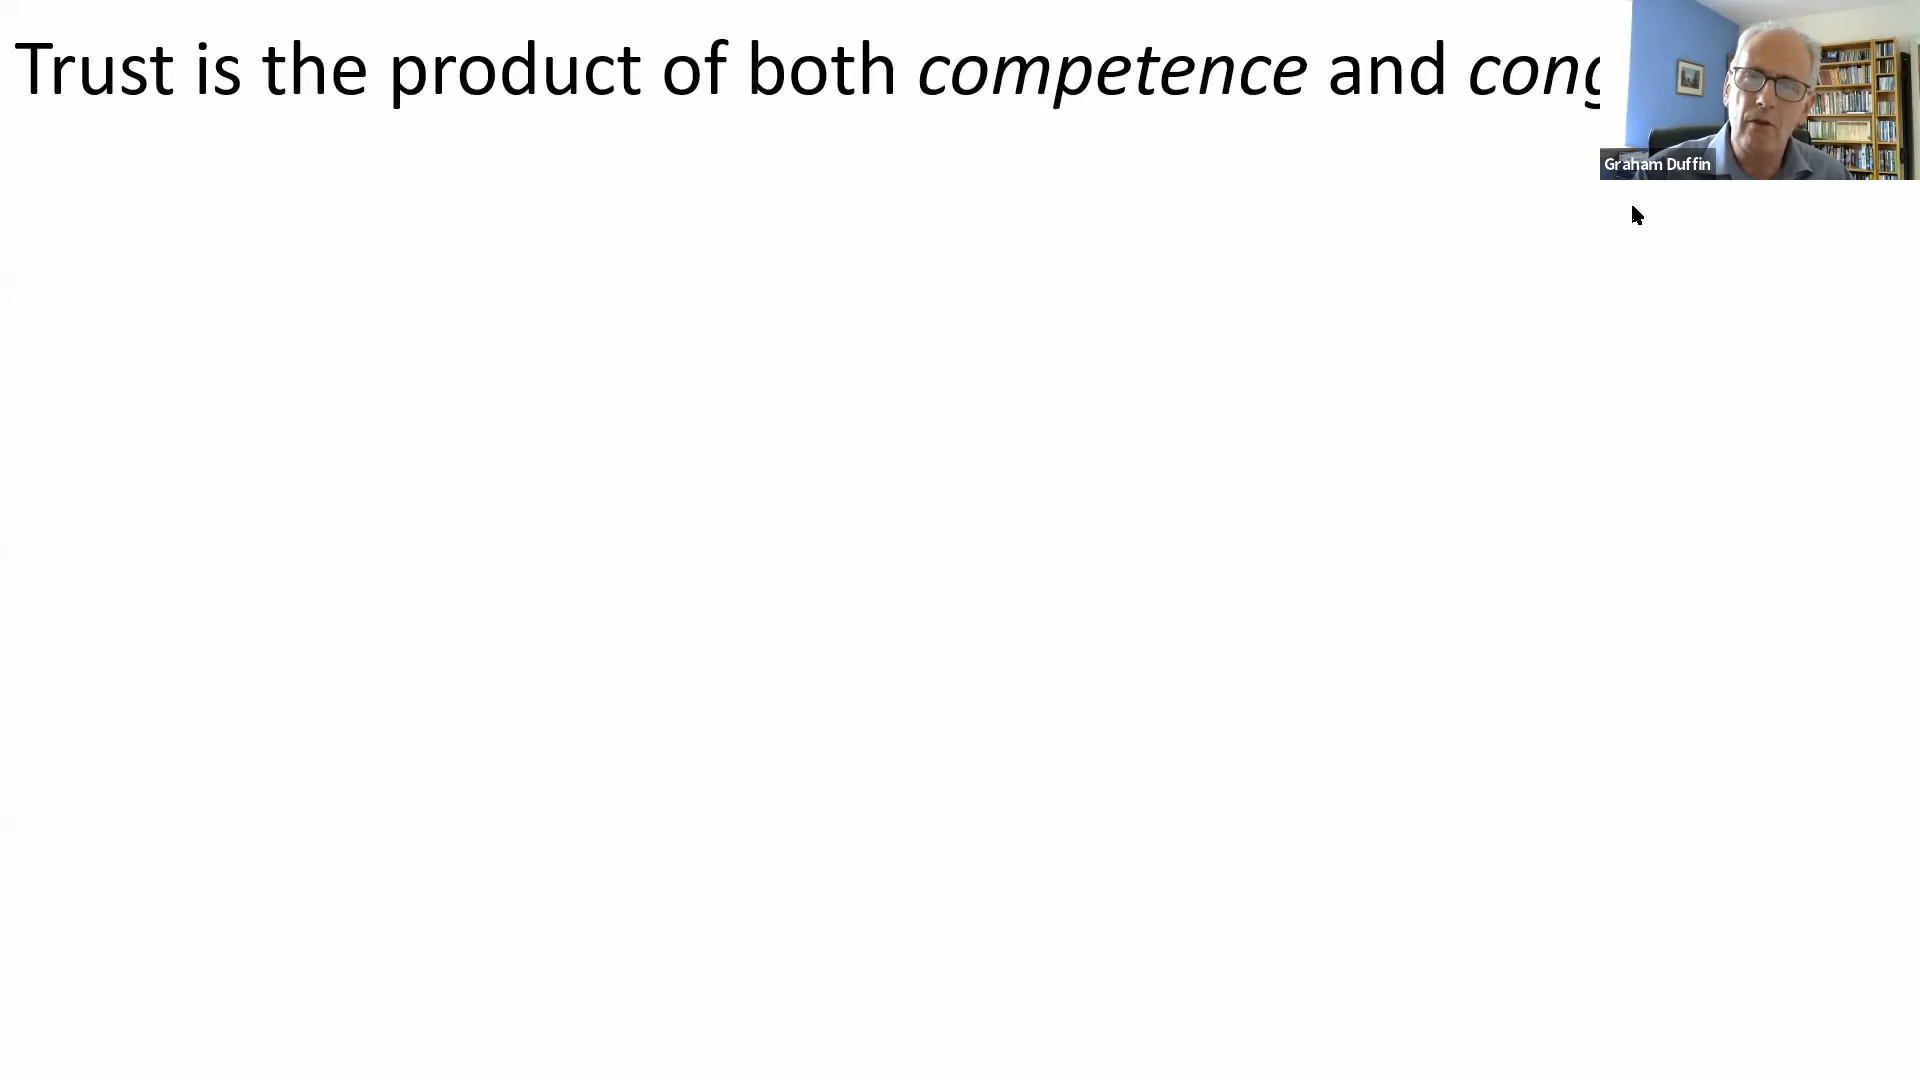 Trust is the product of both competence and
Graham Duffin